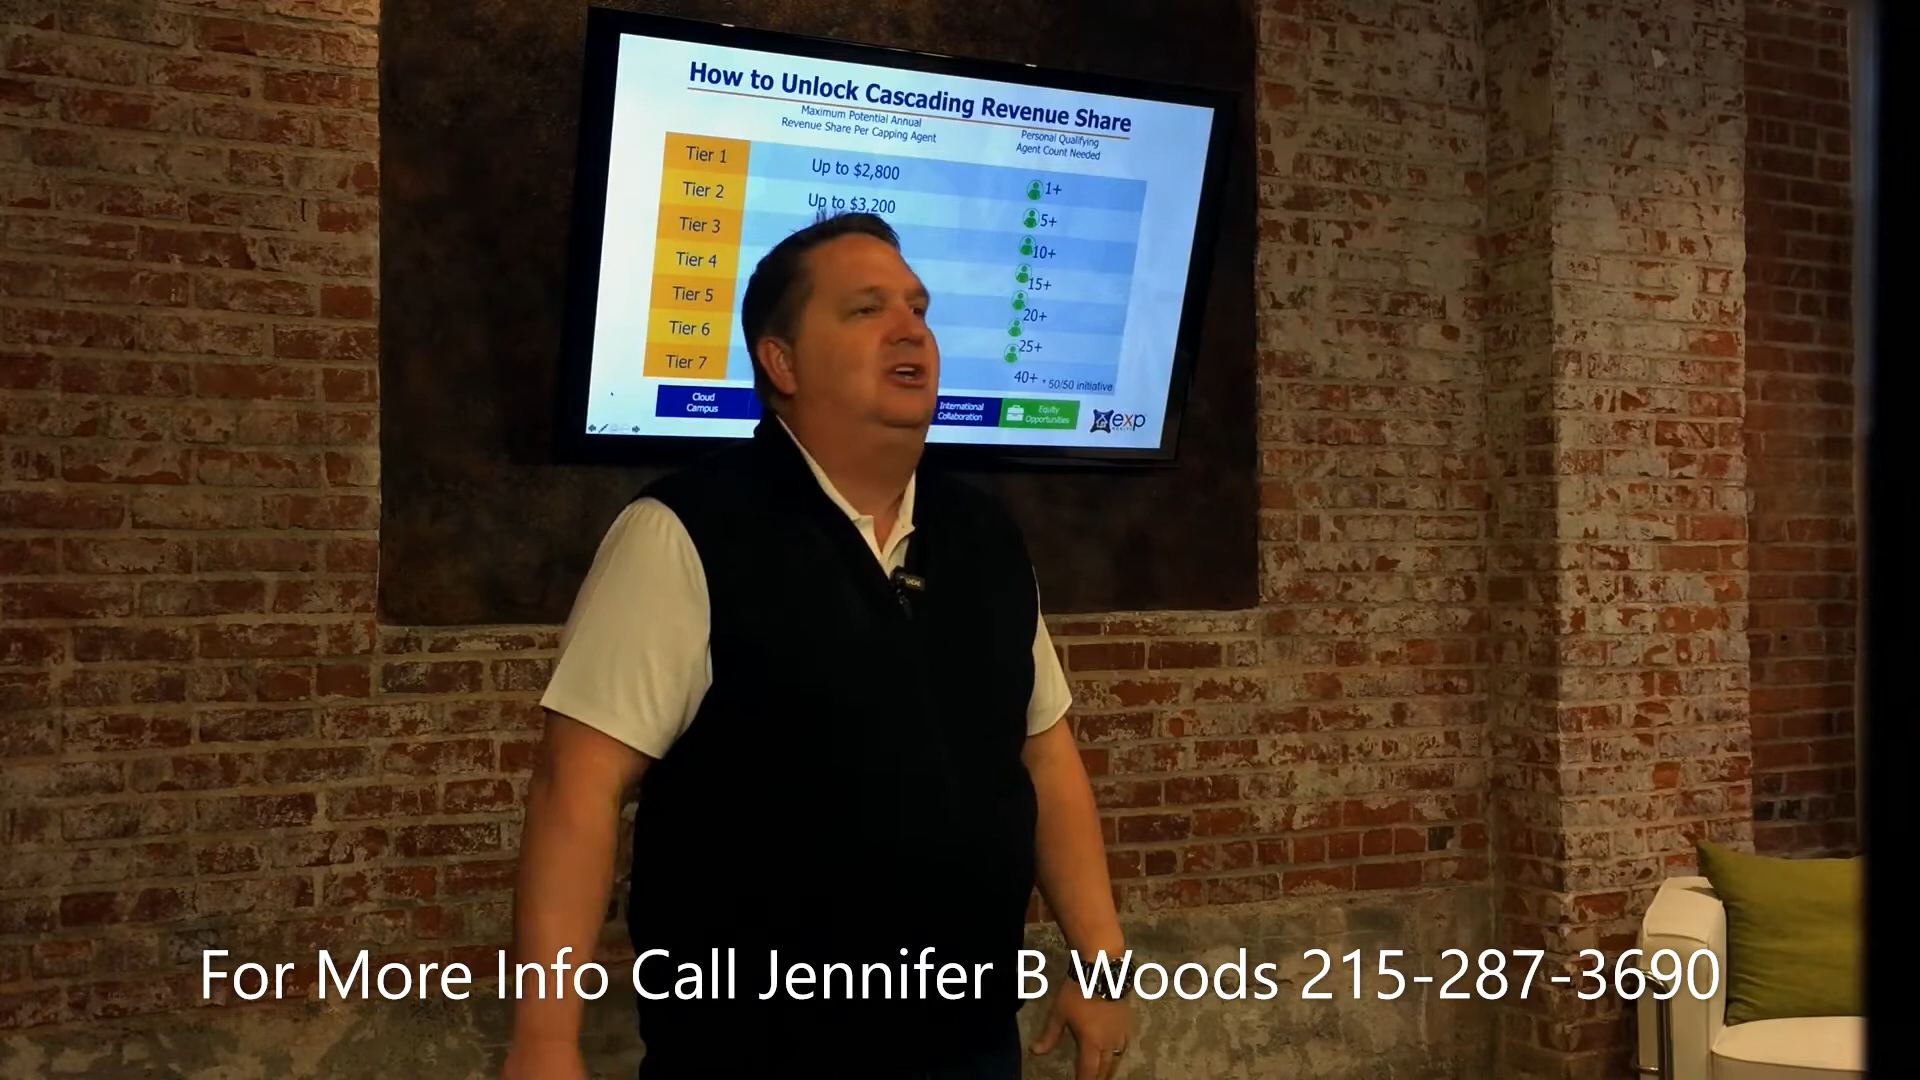 How to Unlock Cascading Revenue Share
Maximum Potential Annual
Revenue Share Per Capping Agent
Personal Qualifying
Agent Count Needed
Tier 1 Up to $2,800 1+
Tier 2 Up to $3,200 5+
Tier 3 10+
Tier 4 15+
Tier 5 20+
Tier 6 25+
Tier 7 40+ * 50/50 initiative
Cloud
Campus
International
Collaboration
Equity
Opportunities
exp
REALTY
For More Info Call Jennifer B Woods 215-287-3690